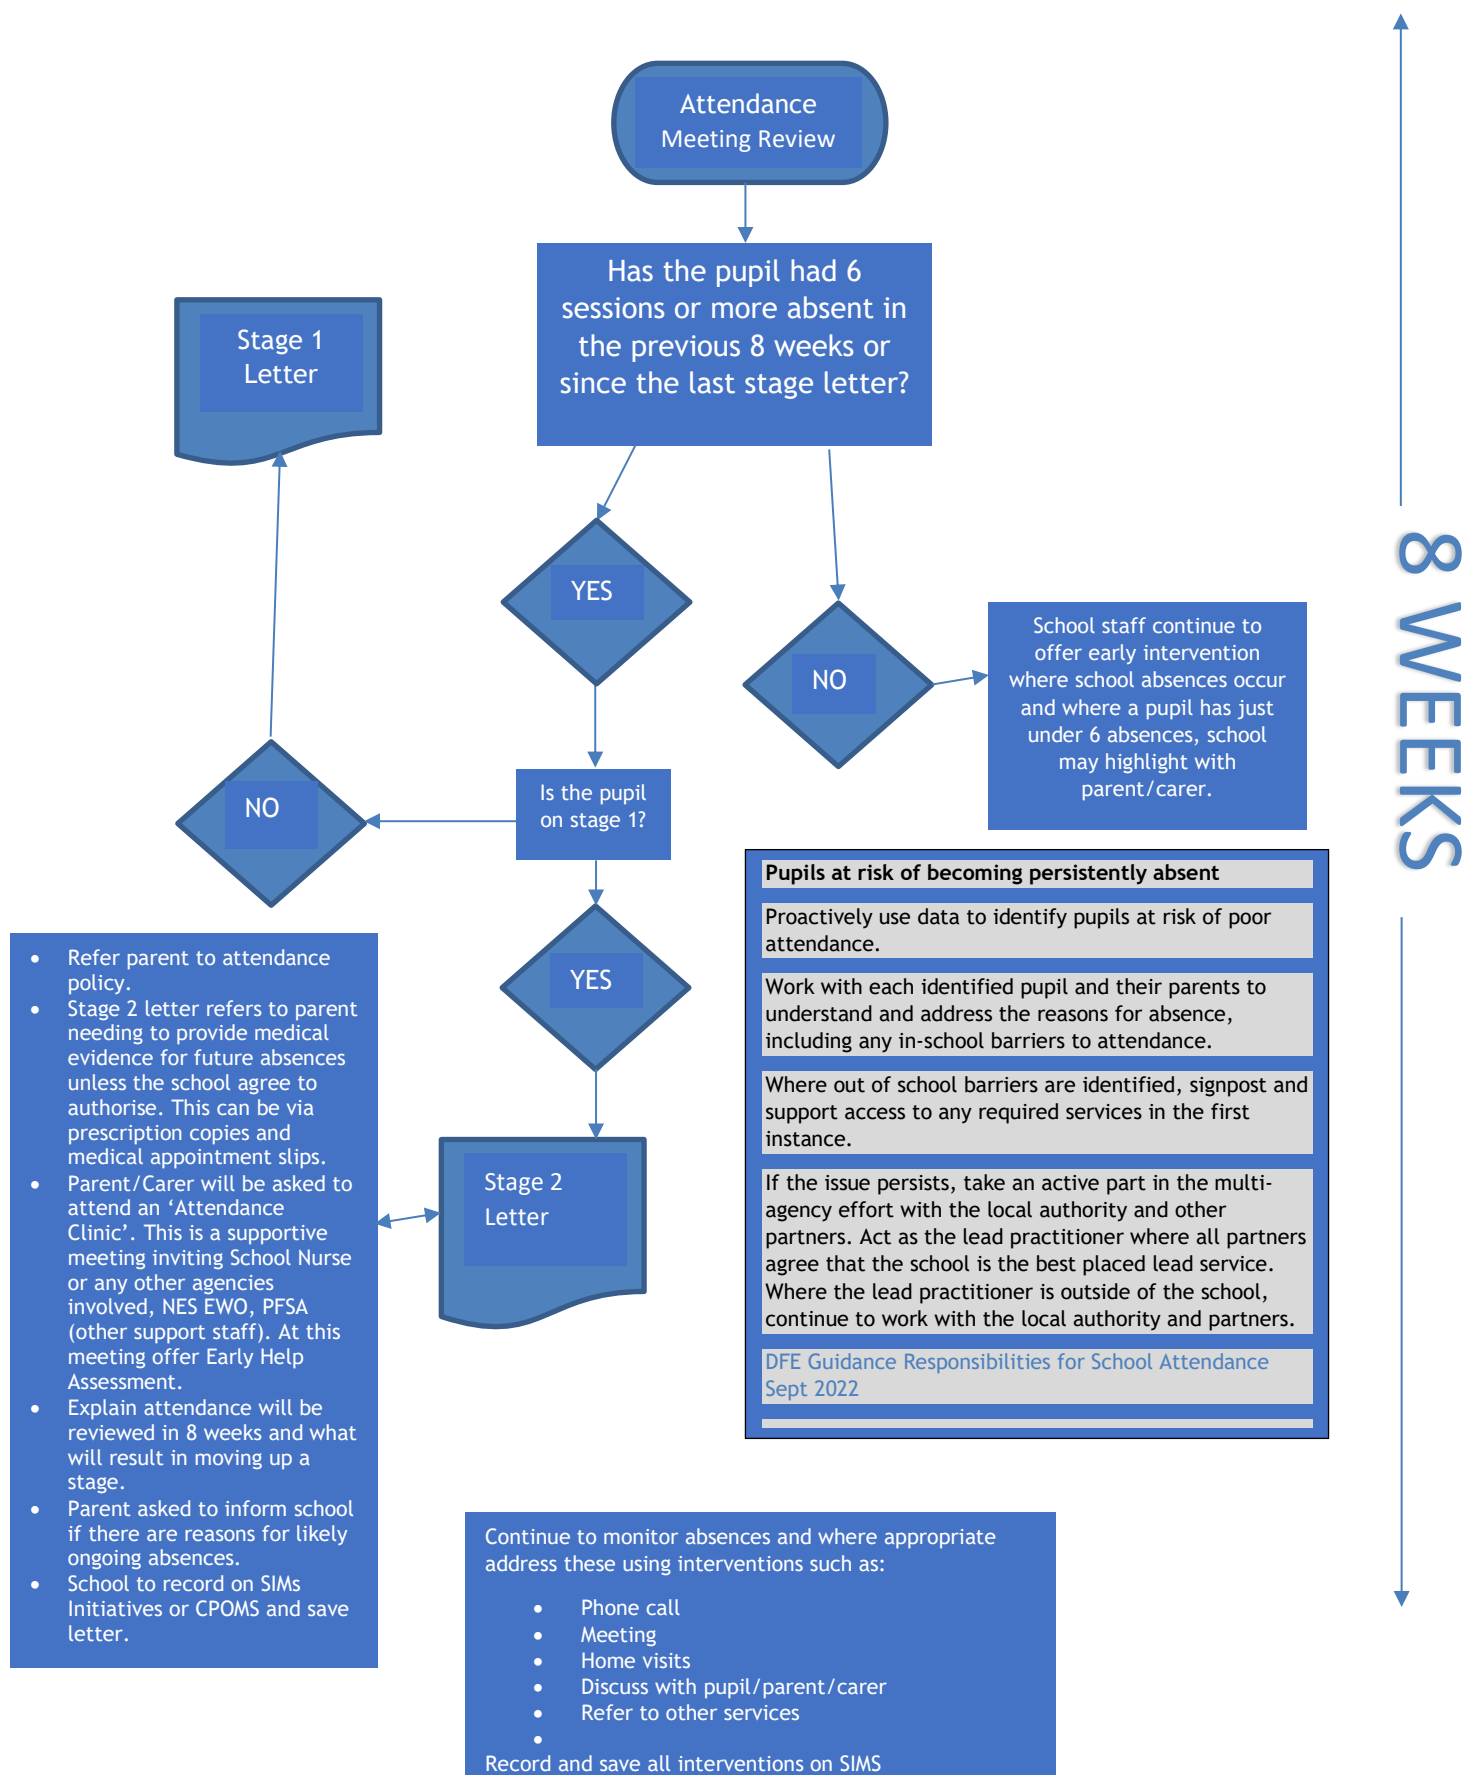 Attendance
Meeting Review
Has the pupil had 6
sessions or more absent in
the previous 8 weeks or
since the last stage letter?
Stage 1
Letter
YES
NO
School staff continue to
offer early intervention
where school absences occur
and where a pupil has just
under 6 absences, school
may highlight with
parent/carer.
8 WEEKS
Is the pupil
on stage 1?
NO
YES
Stage 2
Letter
• Refer parent to attendance
policy.
• Stage 2 letter refers to parent
needing to provide medical
evidence for future absences
unless the school agree to
authorise. This can be via
prescription copies and
medical appointment slips.
• Parent/Carer will be asked to
attend an ‘Attendance
Clinic’. This is a supportive
meeting inviting School Nurse
or any other agencies
involved, NES EWO, PFSA
(other support staff). At this
meeting offer Early Help
Assessment.
• Explain attendance will be
reviewed in 8 weeks and what
will result in moving up a
stage.
• Parent asked to inform school
if there are reasons for likely
ongoing absences.
• School to record on SIMs
Initiatives or CPOMS and save
letter.
Pupils at risk of becoming persistently absent
Proactively use data to identify pupils at risk of poor
attendance.
Work with each identified pupil and their parents to
understand and address the reasons for absence,
including any in-school barriers to attendance.
Where out of school barriers are identified, signpost and
support access to any required services in the first
instance.
If the issue persists, take an active part in the multi-
agency effort with the local authority and other
partners. Act as the lead practitioner where all partners
agree that the school is the best placed lead service.
Where the lead practitioner is outside of the school,
continue to work with the local authority and partners.
DFE Guidance Responsibilities for School Attendance
Sept 2022
Continue to monitor absences and where appropriate
address these using interventions such as:
• Phone call
• Meeting
• Home visits
• Discuss with pupil/parent/carer
• Refer to other services
•
Record and save all interventions on SIMS